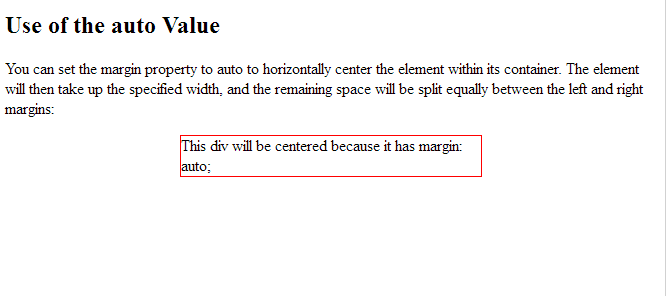 Use of the auto Value
You can set the margin property to auto to horizontally center the element within its container. The element
will then take up the specified width, and the remaining space will be split equally between the left and right
margins:
This div will be centered because it has margin:
auto;